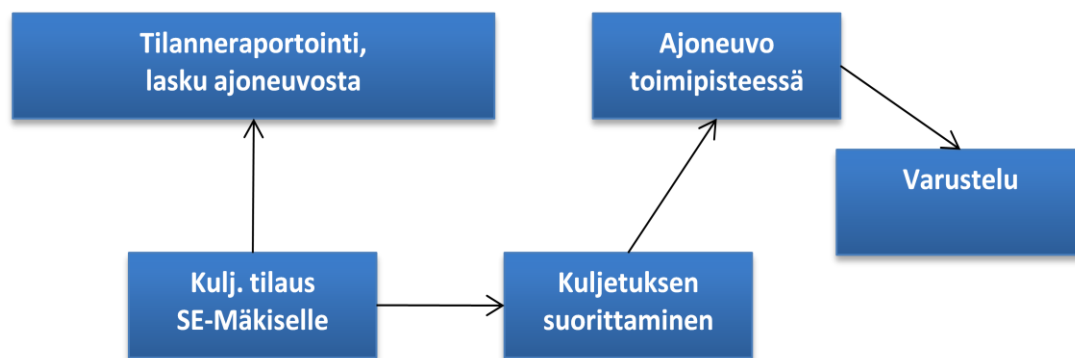 Tilanneraportointi,
lasku ajoneuvosta
Ajoneuvo
toimipisteessä
Varustelu
Kulj. tilaus
SE-Mäkiselle
Kuljetuksen
suorittaminen